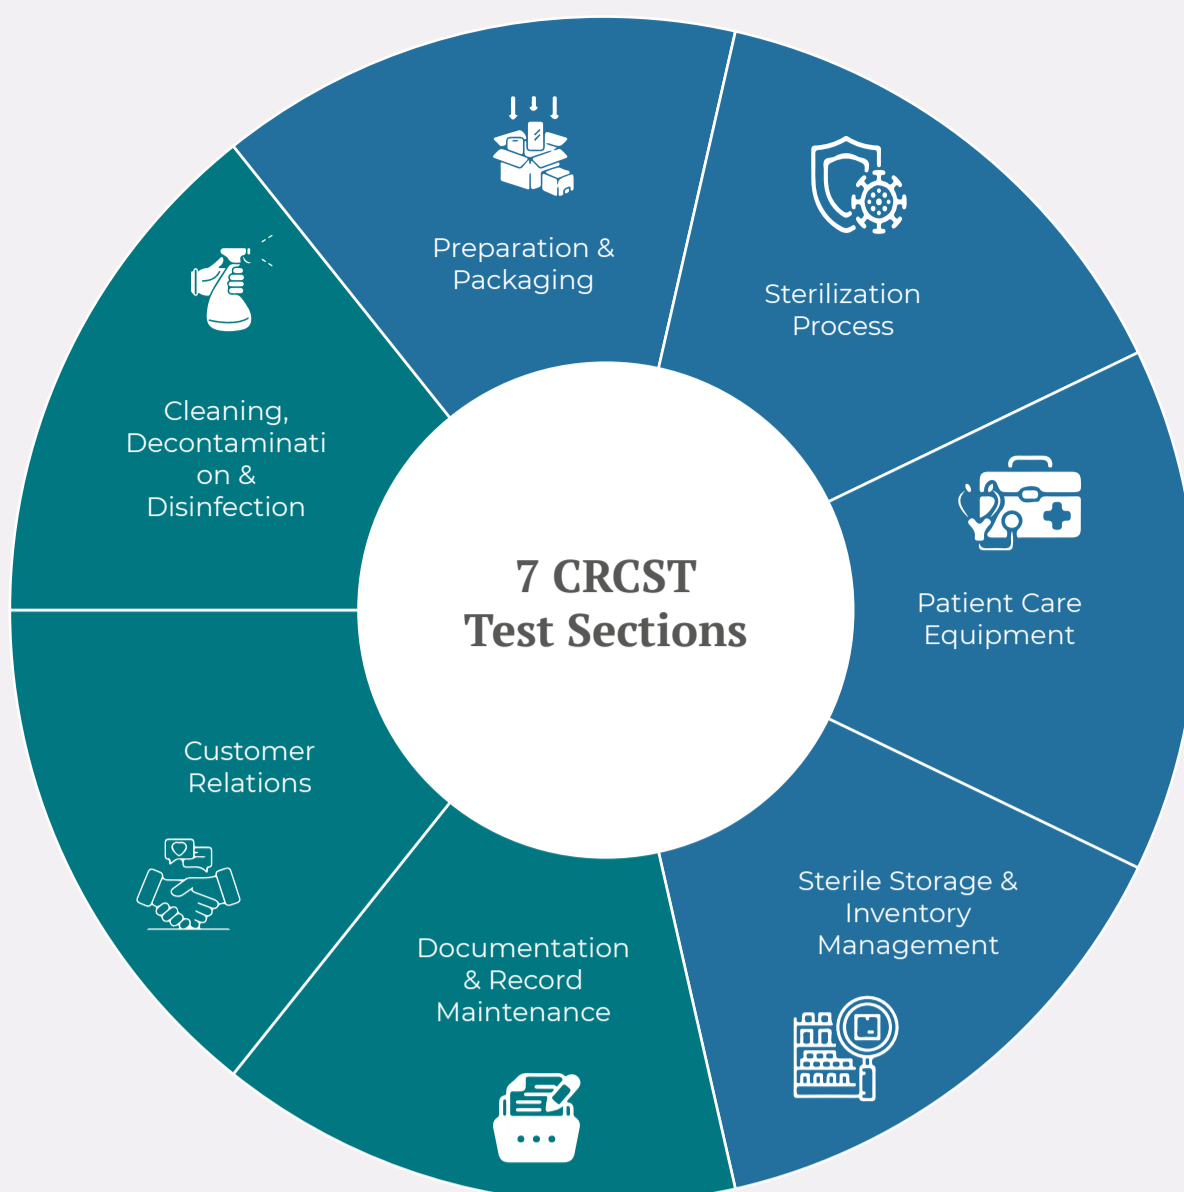 Preparation &
Packaging
Sterilization
Process
Cleaning,
Decontaminati
on &
Disinfection
7 CRCST
Test Sections
Patient Care
Equipment
Customer
Relations
Sterile Storage &
Inventory
Management
Documentation
& Record
Maintenance